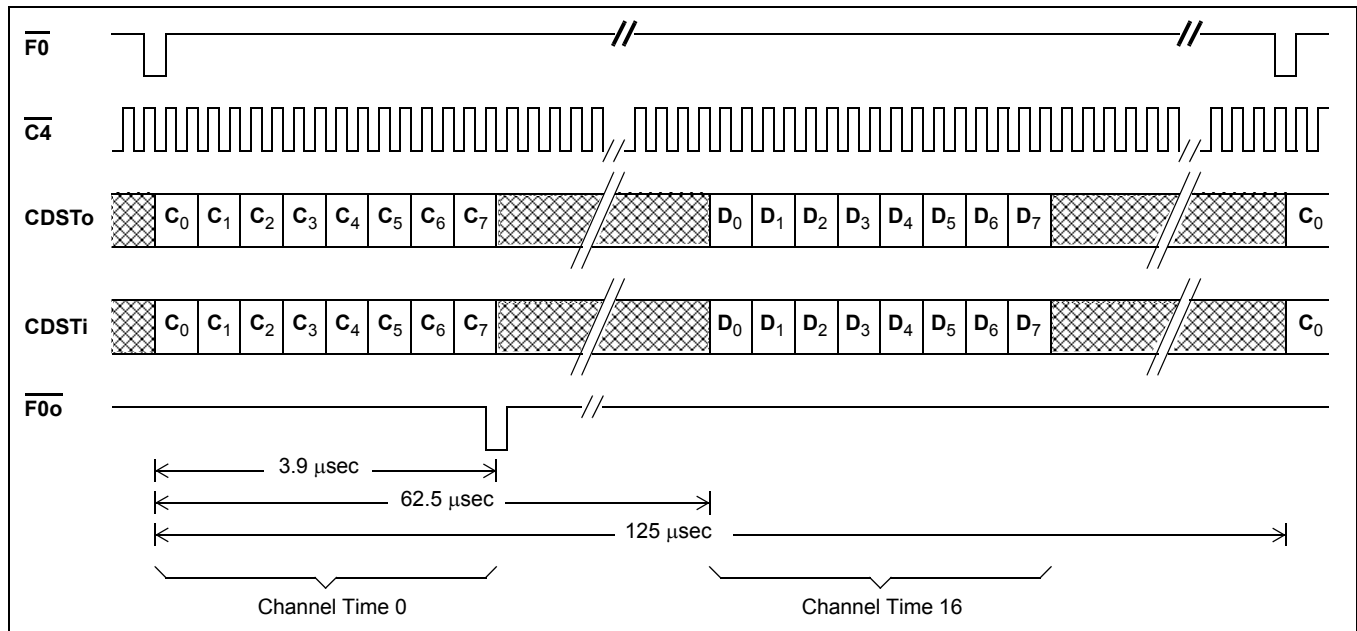 F0
C4
CDSTo C0 C1 C2 C3 C4 C5 C6 C7 D0 D1 D2 D3 D4 D5 D6 D7 C0
CDSTi C0 C1 C2 C3 C4 C5 C6 C7 D0 D1 D2 D3 D4 D5 D6 D7 C0
F0o
3.9 μsec
62.5 μsec
125 μsec
Channel Time 0 Channel Time 16